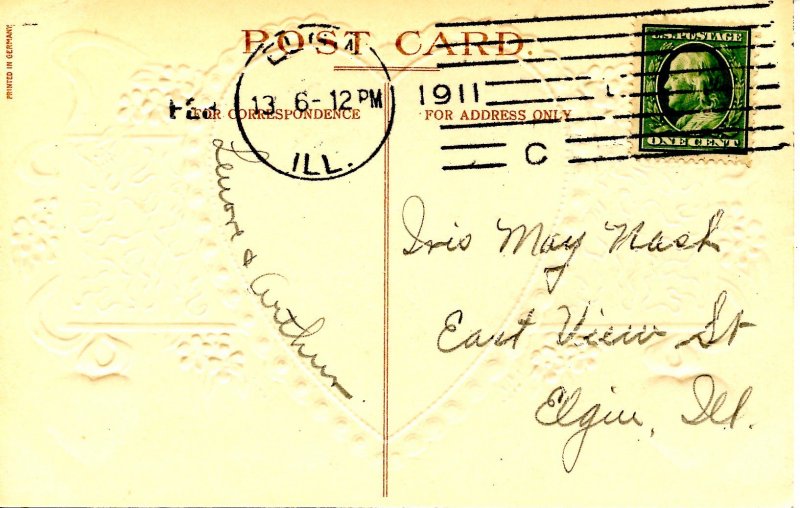 PRINTED IN GERMANY
POST CARD.
U.S. POSTAGE
13 6-12 PM
1911
FOR CORRESPONDENCE
FOR ADDRESS ONLY
ILL.
C
ONE CENT
Lenore & Arthur
Iris May Nash
East View St
Elgin, Ill.